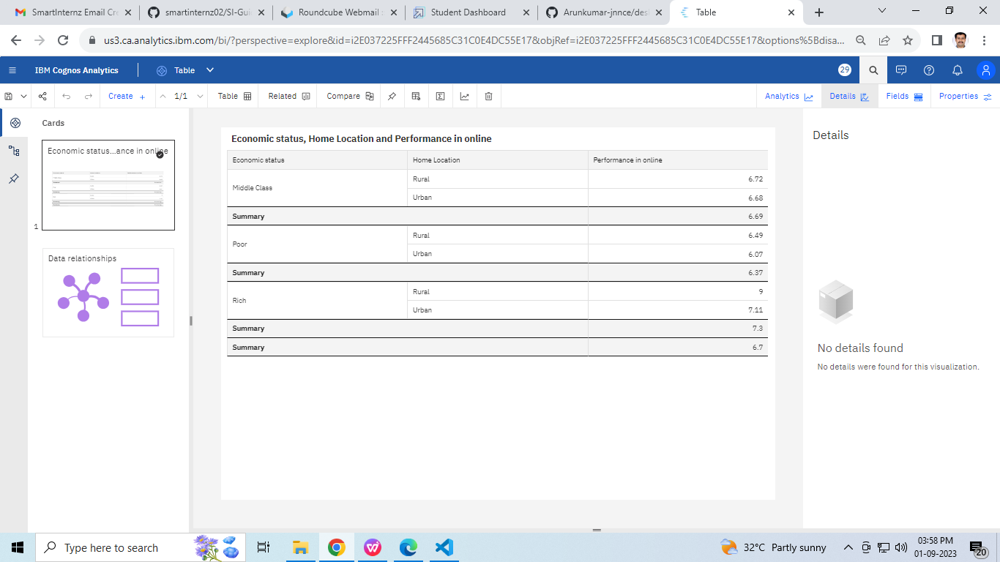 SmartInternz Email Cre
smartinternz02/SI-Gui
Roundcube Webmail :
Student Dashboard
Arunkumar-jnnce/desi
Table
us3.ca.analytics.ibm.com/bi/?perspective=explore&id=i2E037225FFF2445685C31C0E4DC55E17&objRef=i2E037225FFF2445685C31C0E4DC55E17&options%5Bdisa...
IBM Cognos Analytics
Table
29
Create +
1/1
Table
Related
Compare
Analytics
Details
Fields
Properties
Cards
Economic status...ance in online
1
Data relationships
Economic status, Home Location and Performance in online
Economic status Home Location Performance in online
Middle Class Rural 6.72
Urban 6.68
Summary 6.69
Poor Rural 6.49
Urban 6.07
Summary 6.37
Rich Rural 9
Urban 7.11
Summary 7.3
Summary 6.7
Details
No details found
No details were found for this visualization.
Type here to search
32°C Partly sunny
03:58 PM
01-09-2023
20